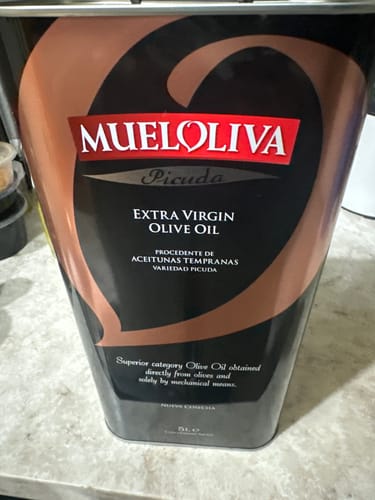 MUELOLIVA
Picuda
EXTRA VIRGIN
OLIVE OIL
PROCEDENTE DE
ACEITUNAS TEMPRANAS
VARIEDAD PICUDA
Superior category Olive Oil obtained
directly from olives and
solely by mechanical means.
NUEVA COSECHA
5L e